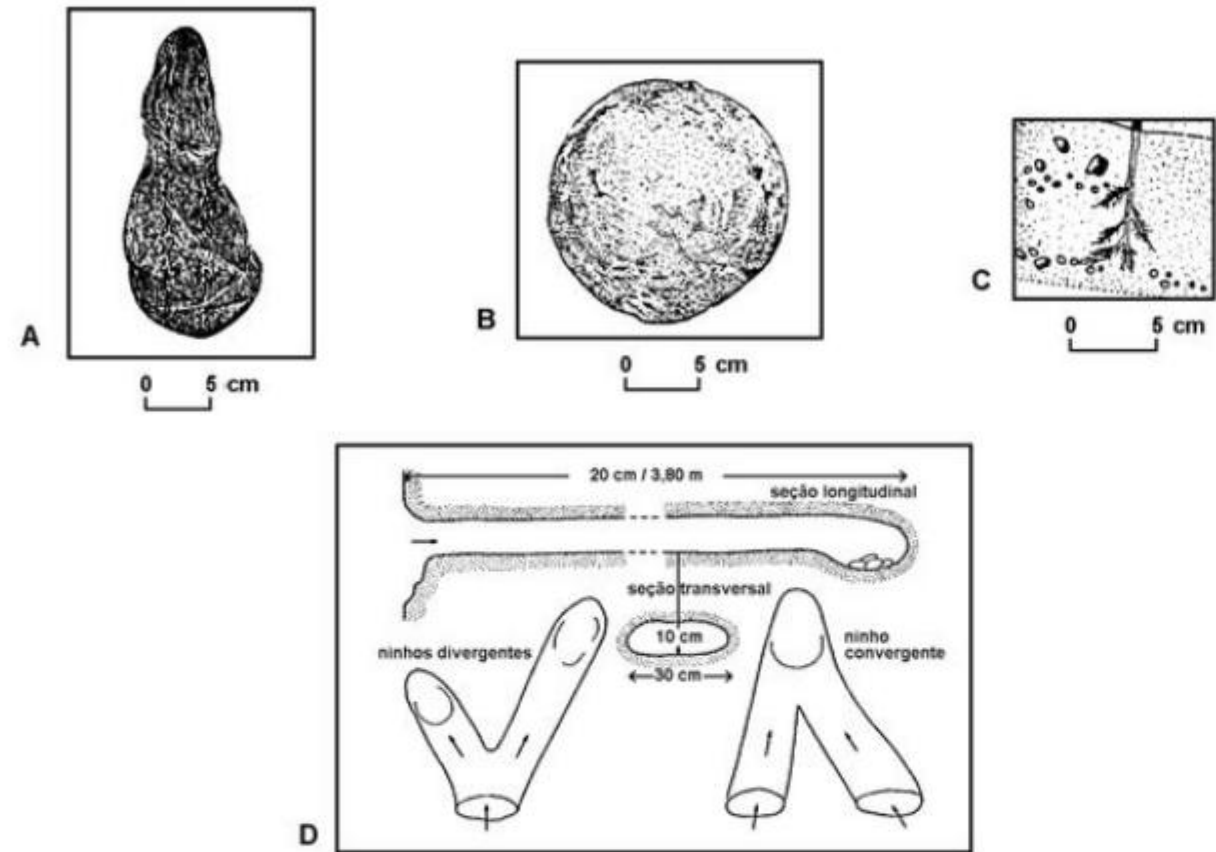 A
0 5 cm
B
0 5 cm
C
0 5 cm
D
20 cm / 3,80 m
seção longitudinal
seção transversal
10 cm
30 cm
ninhos divergentes
ninho
convergente